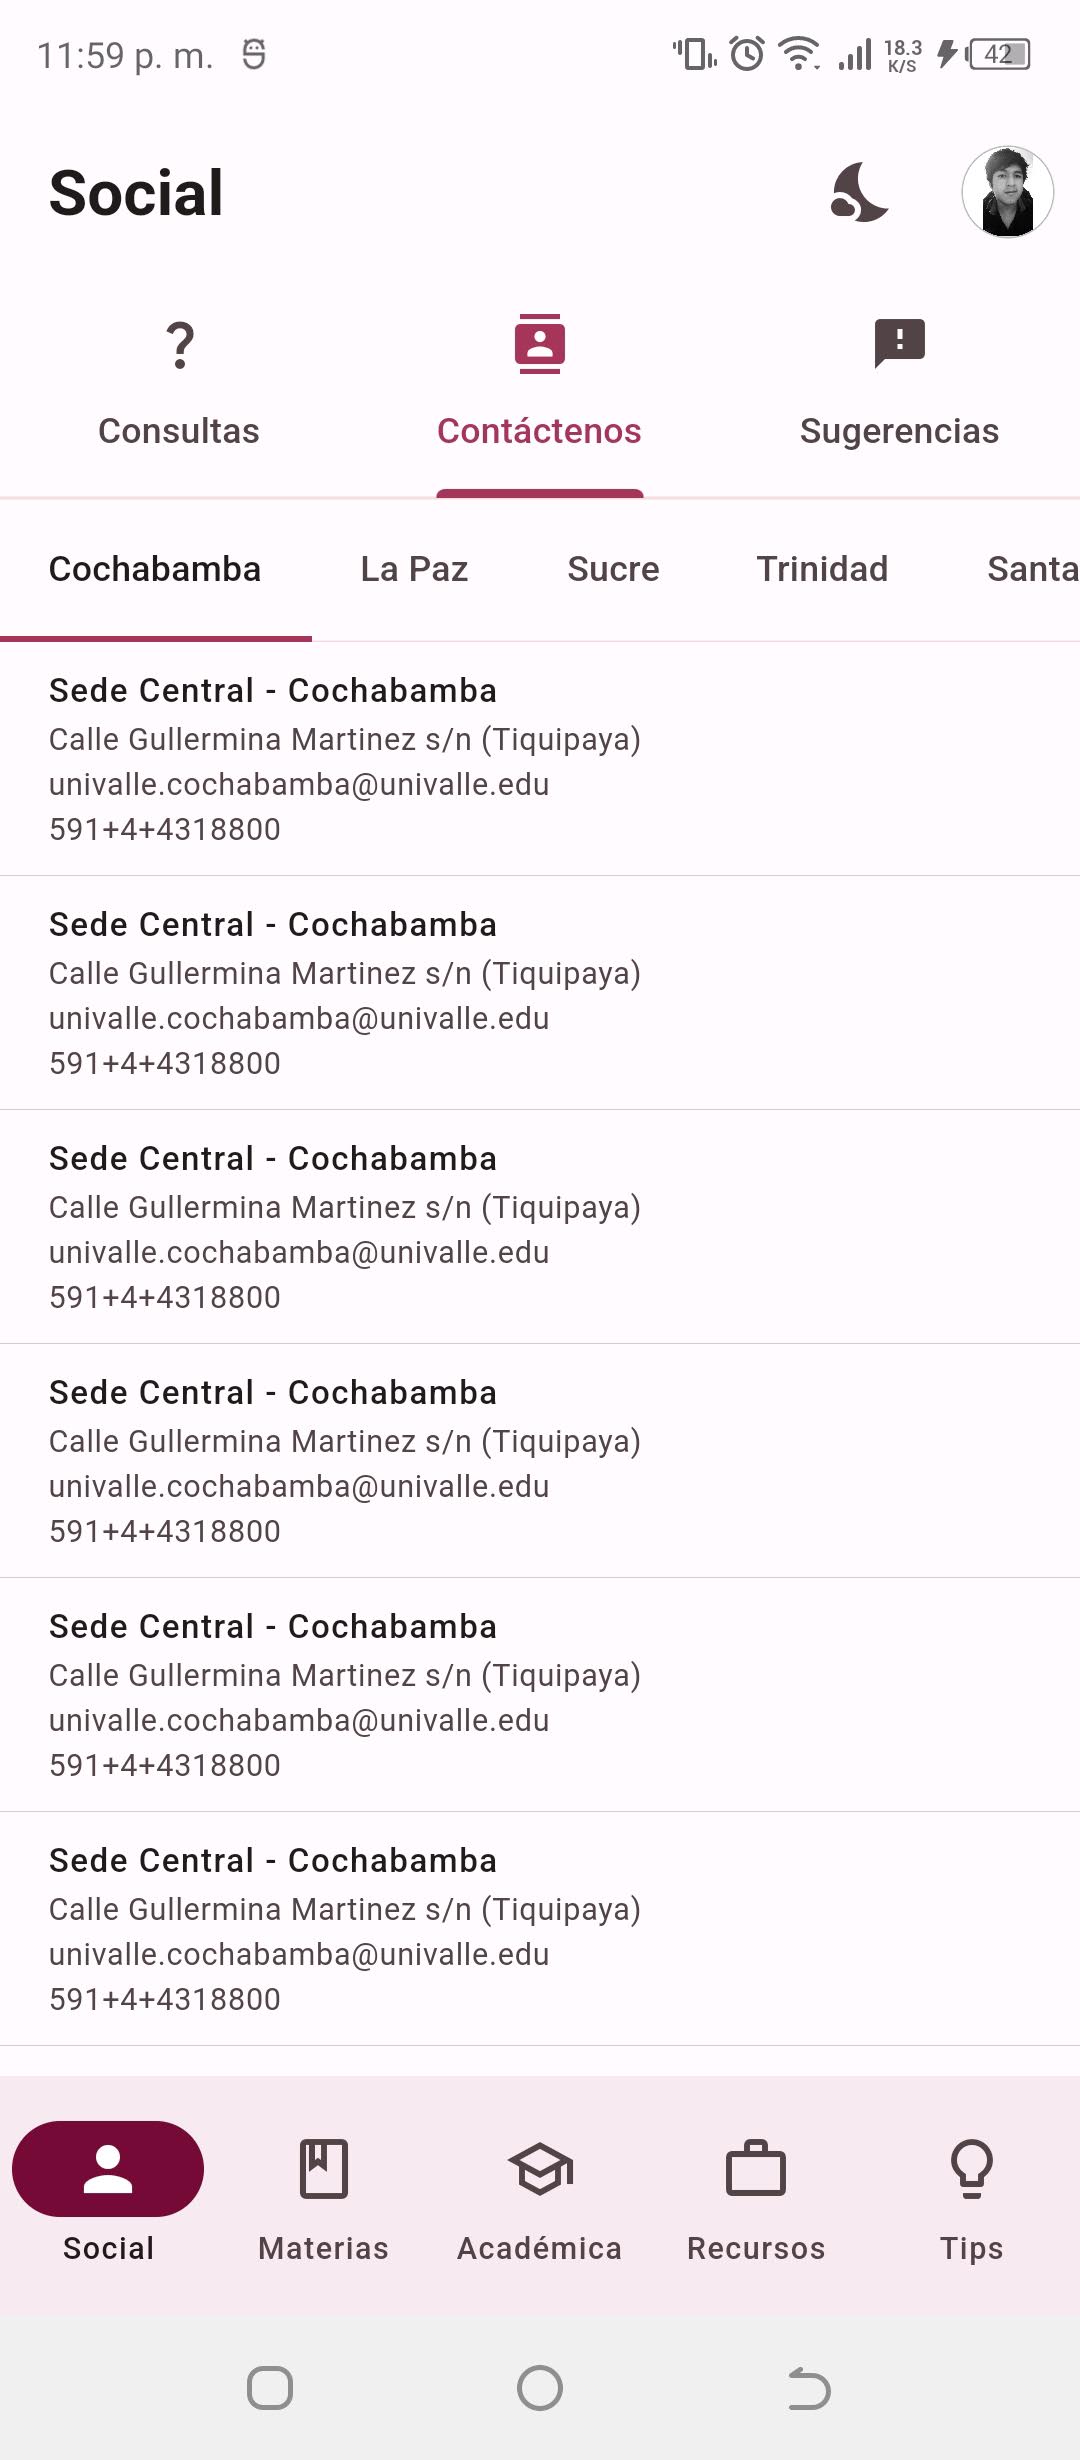 11:59 p. m.
18.3
K/S
42
Social
Consultas
Contáctenos
Sugerencias
Cochabamba
La Paz
Sucre
Trinidad
Santa
Sede Central - Cochabamba
Calle Gullermina Martinez s/n (Tiquipaya)
univalle.cochabamba@univalle.edu
591+4+4318800
Sede Central - Cochabamba
Calle Gullermina Martinez s/n (Tiquipaya)
univalle.cochabamba@univalle.edu
591+4+4318800
Sede Central - Cochabamba
Calle Gullermina Martinez s/n (Tiquipaya)
univalle.cochabamba@univalle.edu
591+4+4318800
Sede Central - Cochabamba
Calle Gullermina Martinez s/n (Tiquipaya)
univalle.cochabamba@univalle.edu
591+4+4318800
Sede Central - Cochabamba
Calle Gullermina Martinez s/n (Tiquipaya)
univalle.cochabamba@univalle.edu
591+4+4318800
Sede Central - Cochabamba
Calle Gullermina Martinez s/n (Tiquipaya)
univalle.cochabamba@univalle.edu
591+4+4318800
Social
Materias
Académica
Recursos
Tips